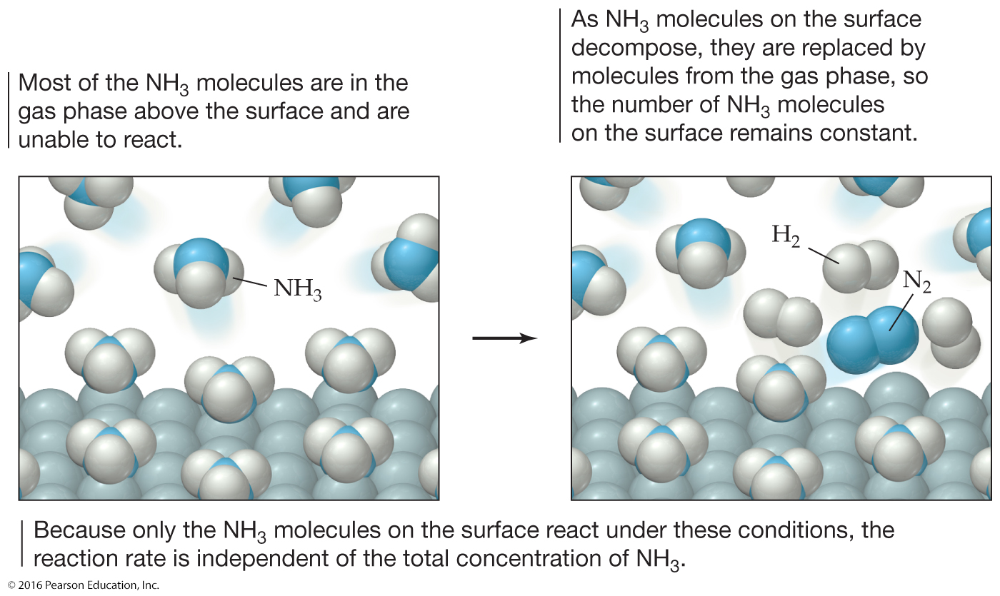 Most of the NH₃ molecules are in the
gas phase above the surface and are
unable to react.
As NH₃ molecules on the surface
decompose, they are replaced by
molecules from the gas phase, so
the number of NH₃ molecules
on the surface remains constant.
NH₃
H₂
N₂
Because only the NH₃ molecules on the surface react under these conditions, the
reaction rate is independent of the total concentration of NH₃.
© 2016 Pearson Education, Inc.